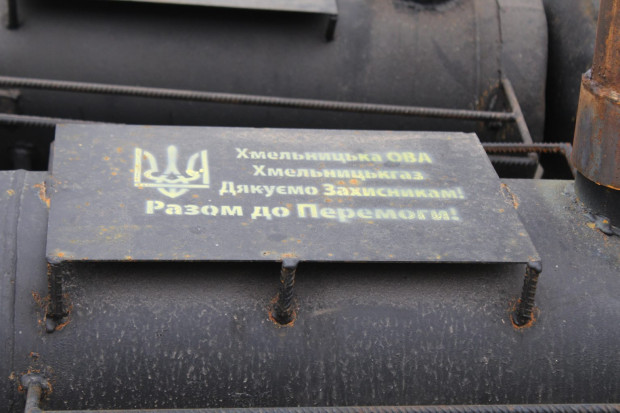 Хмельницька ОВА
Хмельницькгаз
Дякуємо Захисникам!
Разом до Перемоги!